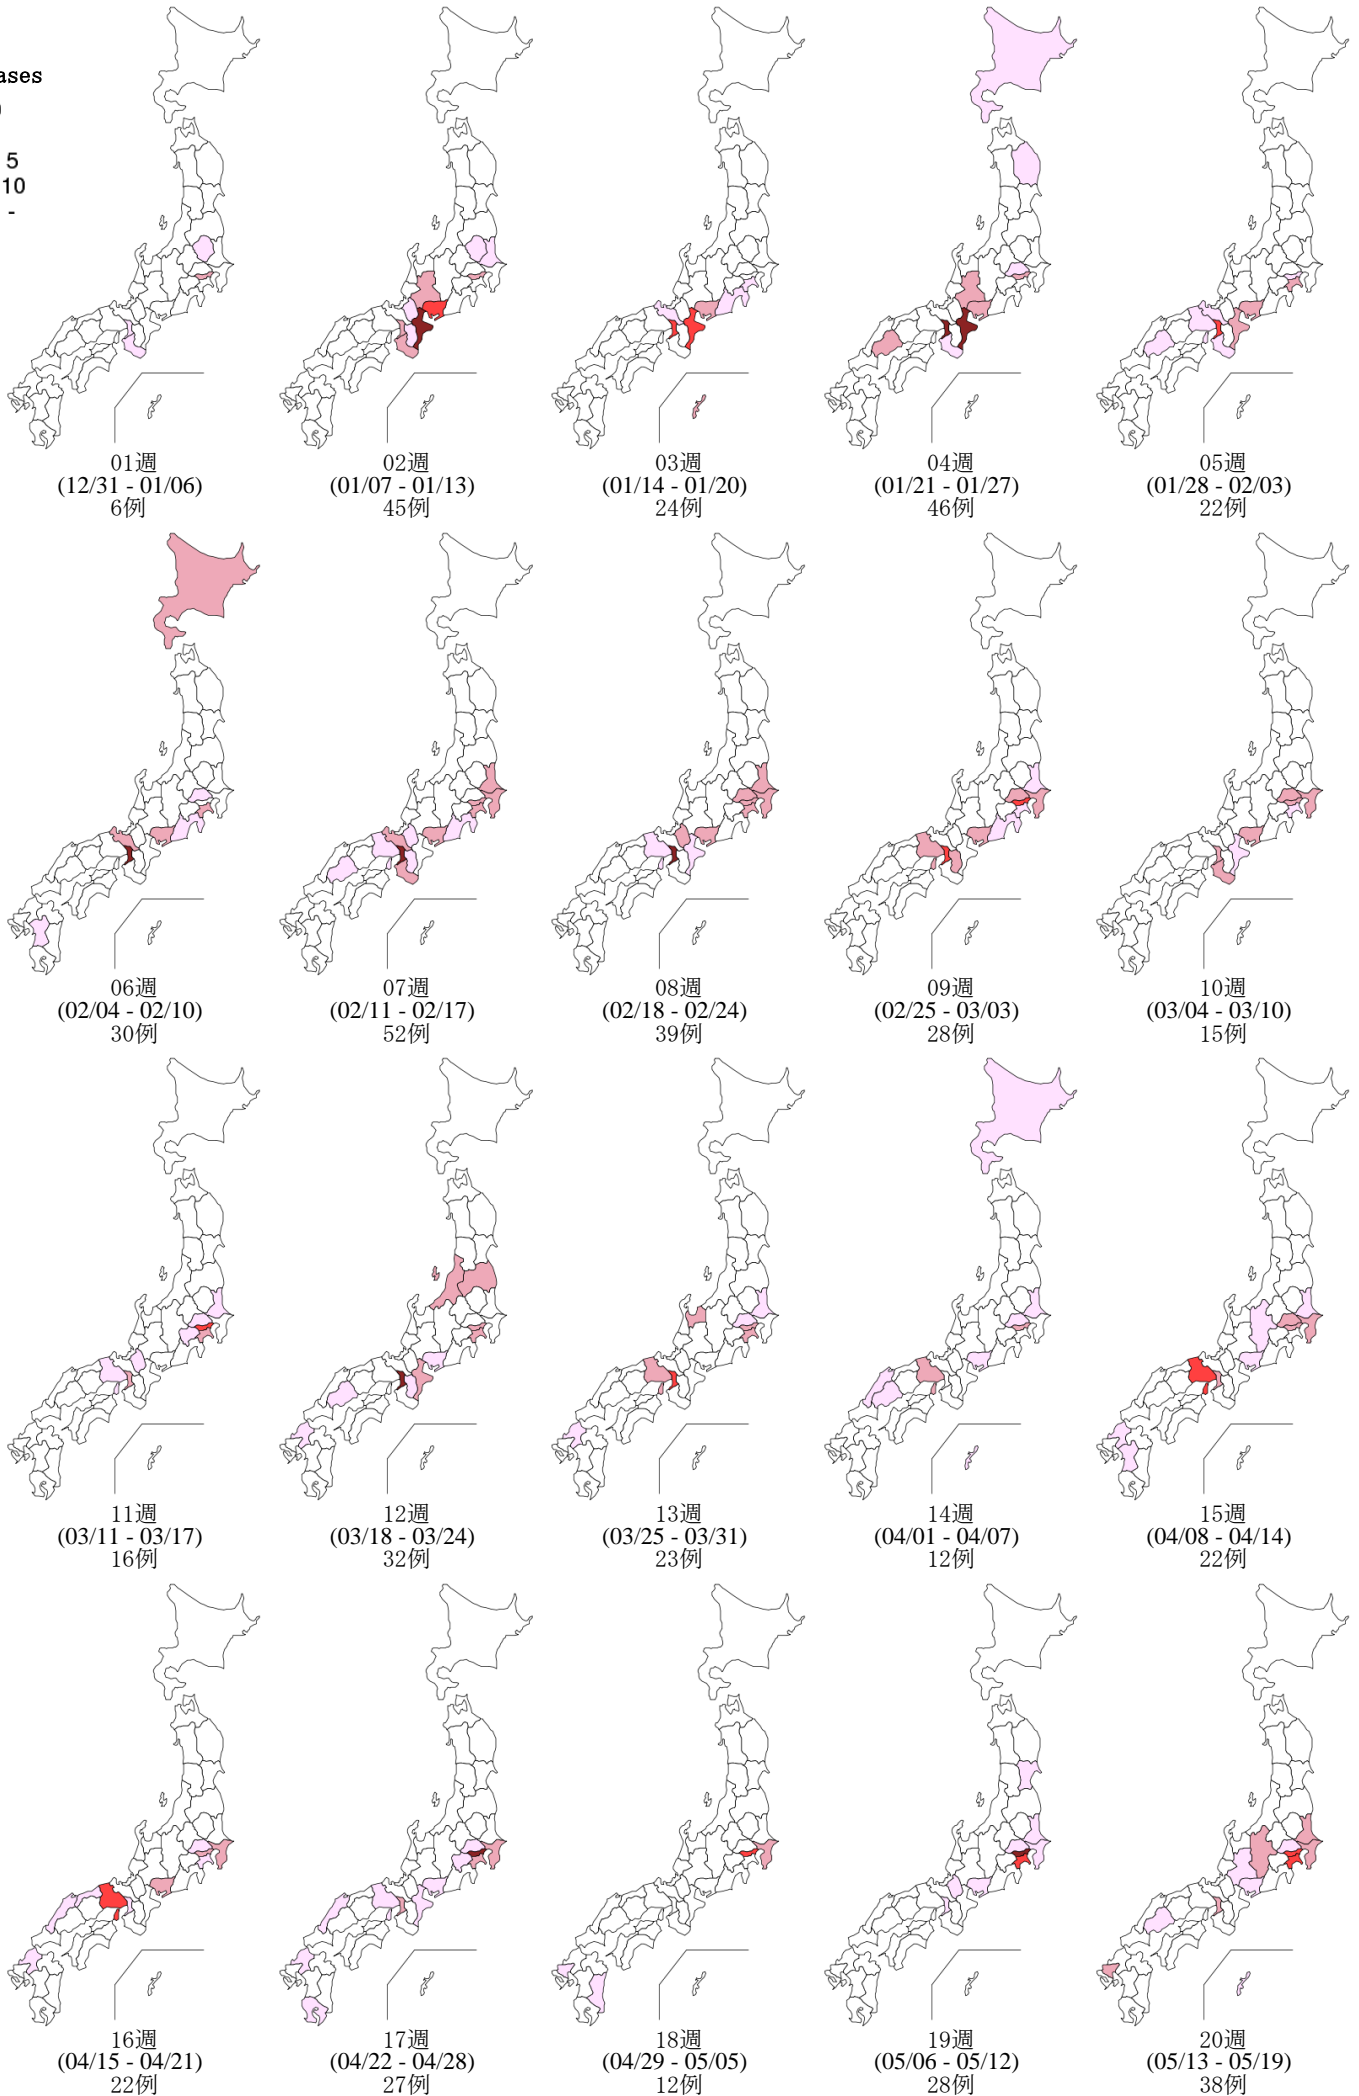 ases
5
10
-
01週
(12/31 - 01/06)
6例
02週
(01/07 - 01/13)
45例
03週
(01/14 - 01/20)
24例
04週
(01/21 - 01/27)
46例
05週
(01/28 - 02/03)
22例
06週
(02/04 - 02/10)
30例
07週
(02/11 - 02/17)
52例
08週
(02/18 - 02/24)
39例
09週
(02/25 - 03/03)
28例
10週
(03/04 - 03/10)
15例
11週
(03/11 - 03/17)
16例
12週
(03/18 - 03/24)
32例
13週
(03/25 - 03/31)
23例
14週
(04/01 - 04/07)
12例
15週
(04/08 - 04/14)
22例
16週
(04/15 - 04/21)
22例
17週
(04/22 - 04/28)
27例
18週
(04/29 - 05/05)
12例
19週
(05/06 - 05/12)
28例
20週
(05/13 - 05/19)
38例